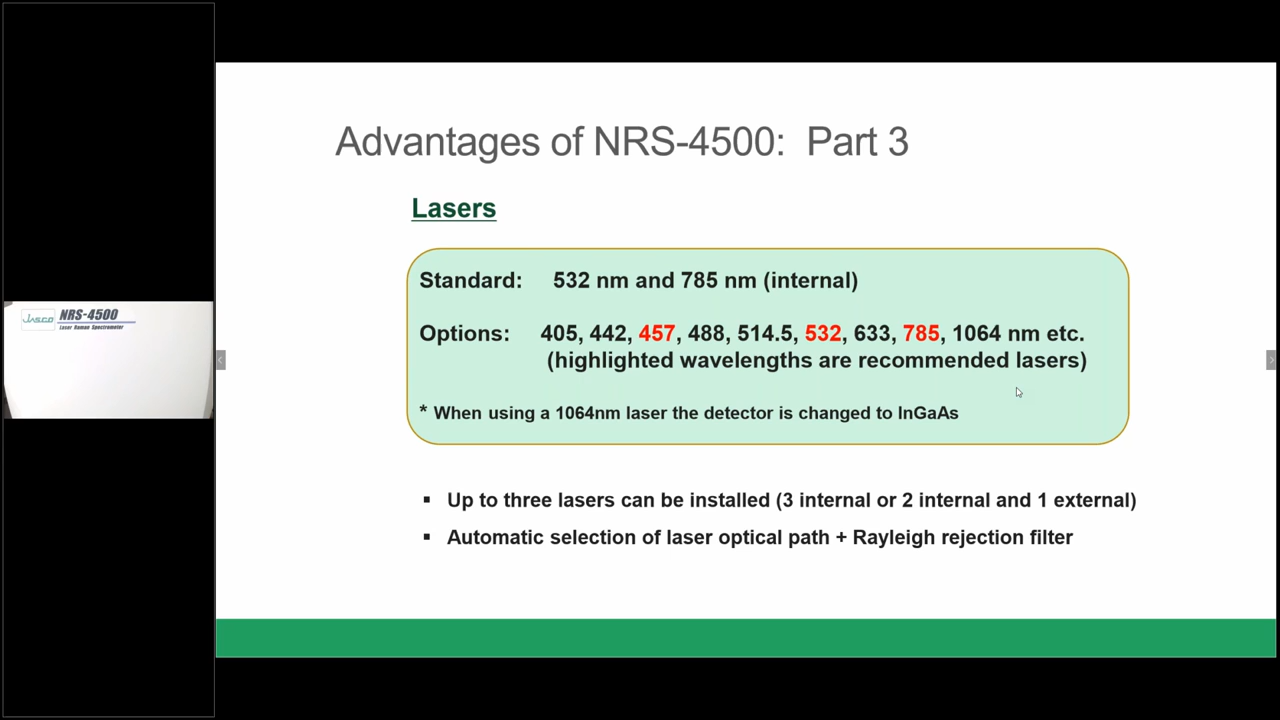 Advantages of NRS-4500: Part 3
Lasers
Standard: 532 nm and 785 nm (internal)
Options: 405, 442, 457, 488, 514.5, 532, 633, 785, 1064 nm etc.
(highlighted wavelengths are recommended lasers)
* When using a 1064nm laser the detector is changed to InGaAs
▪ Up to three lasers can be installed (3 internal or 2 internal and 1 external)
▪ Automatic selection of laser optical path + Rayleigh rejection filter
Jasco NRS-4500
Laser Raman Spectrometer